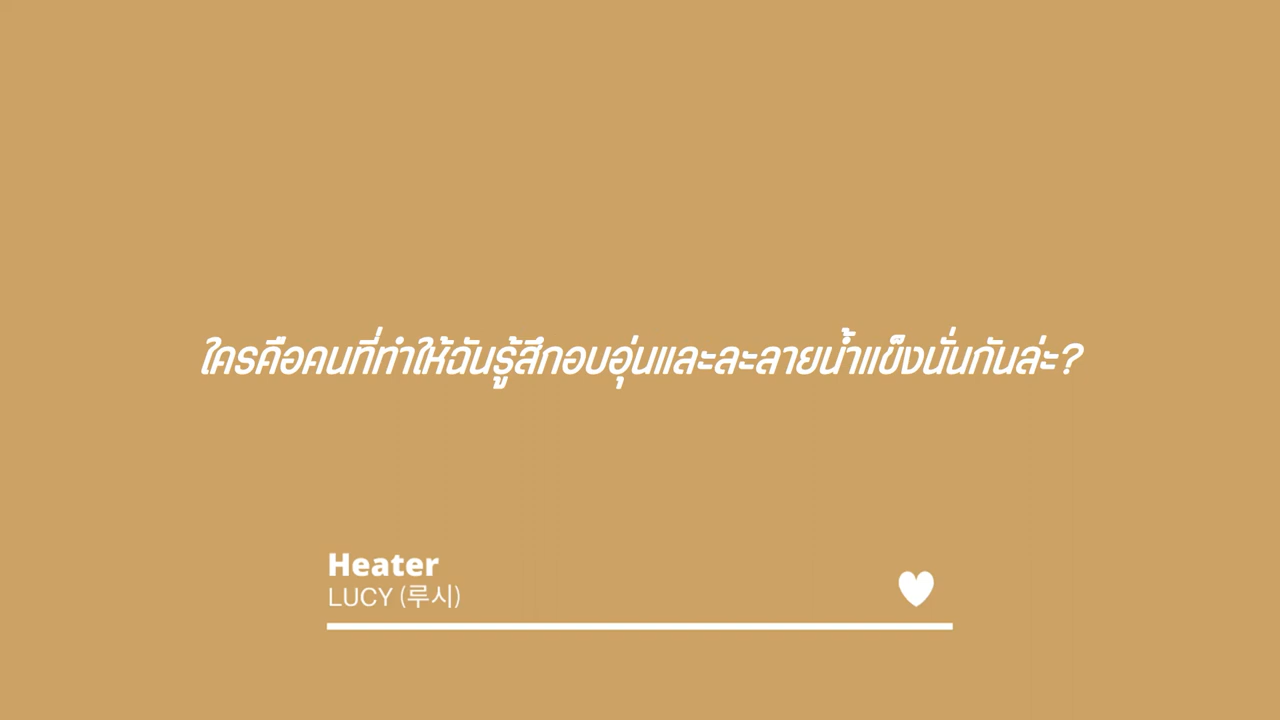 ใครคือคนที่ทำให้ฉันรู้สึกอบอุ่นและละลายน้ำแข็งนั่นกันล่ะ?
Heater
LUCY (루시)